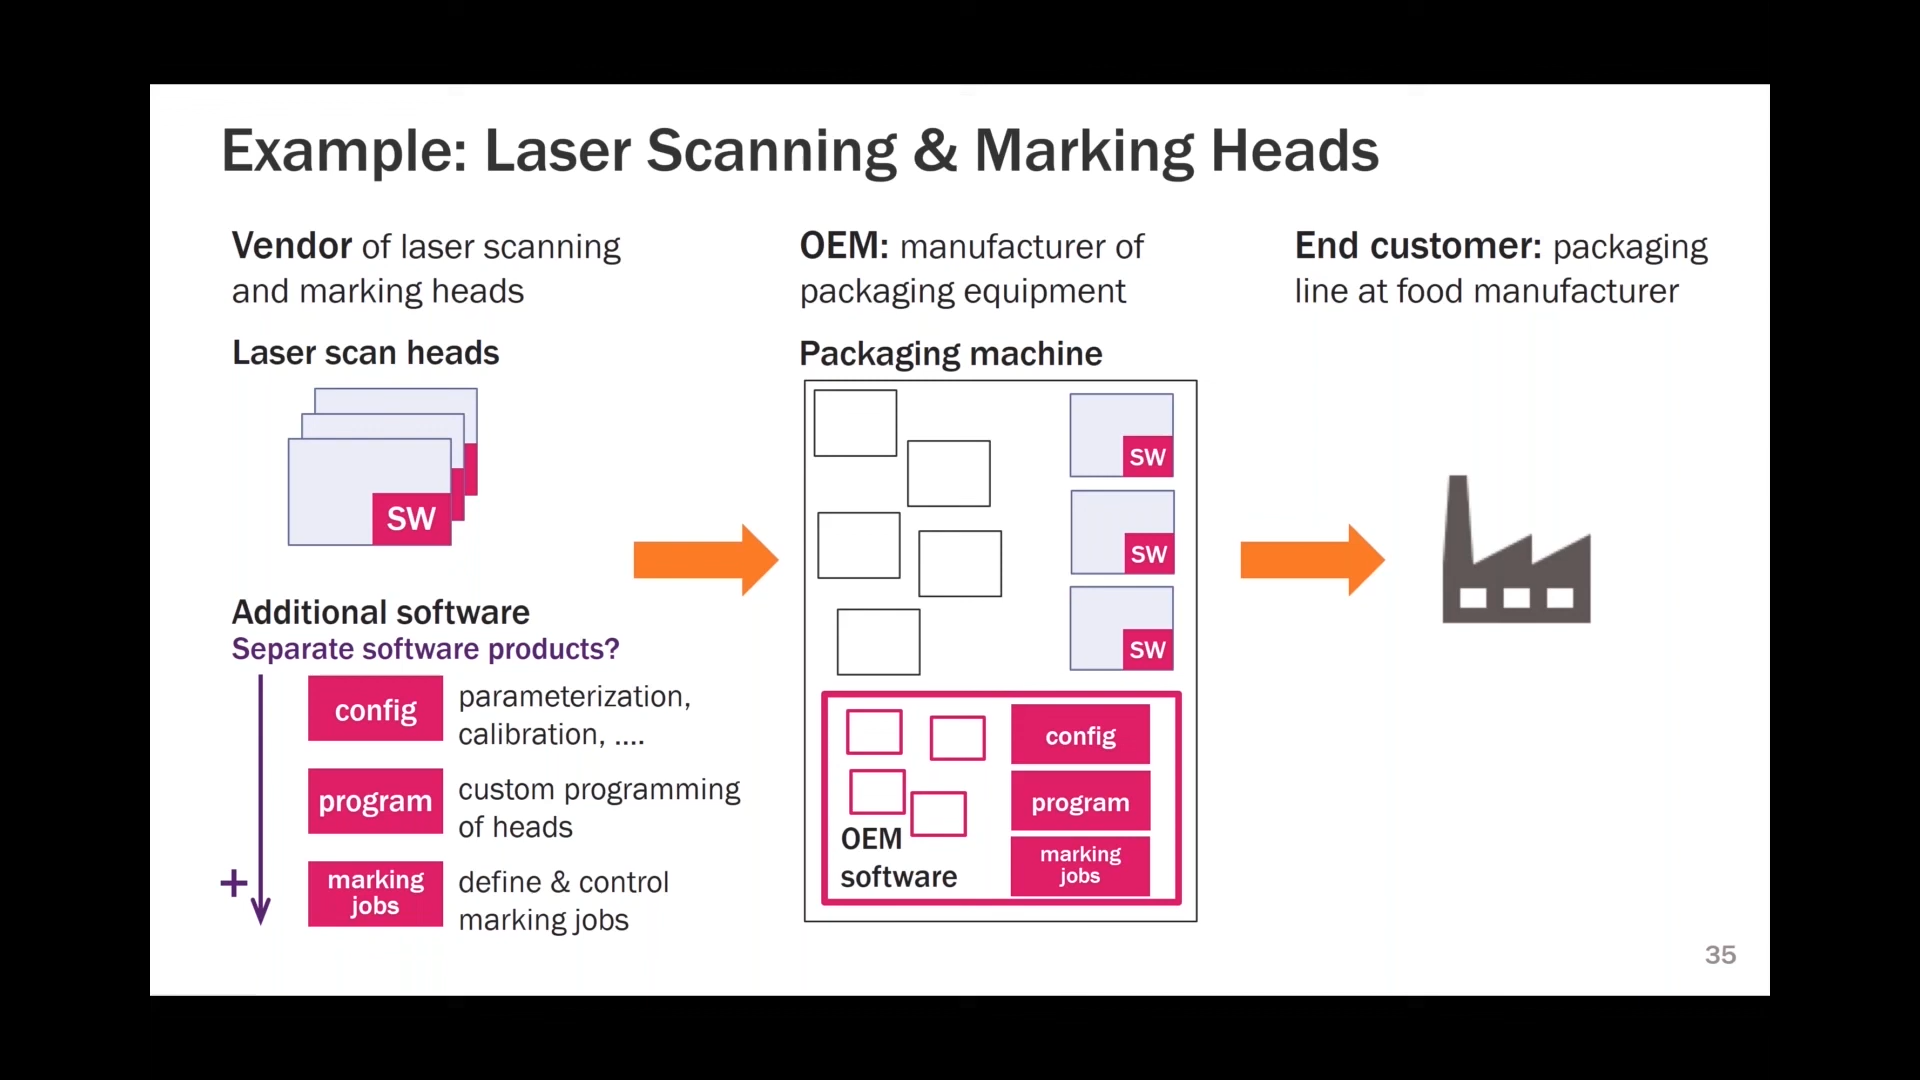 Example: Laser Scanning & Marking Heads
Vendor of laser scanning
and marking heads
Laser scan heads
SW
Additional software
Separate software products?
config
parameterization,
calibration, ....
program
custom programming
of heads
+
marking
jobs
define & control
marking jobs
OEM: manufacturer of
packaging equipment
Packaging machine
SW
SW
SW
config
program
marking
jobs
OEM
software
End customer: packaging
line at food manufacturer
35